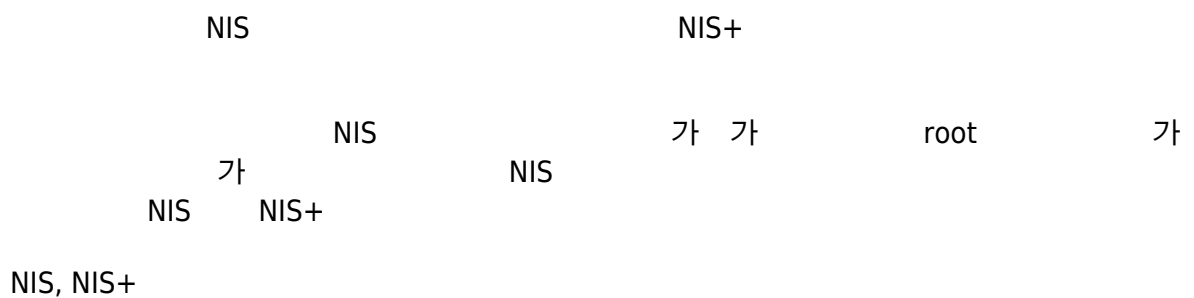 NIS NIS+
NIS 가 가 root 가
가 NIS
NIS NIS+
NIS, NIS+